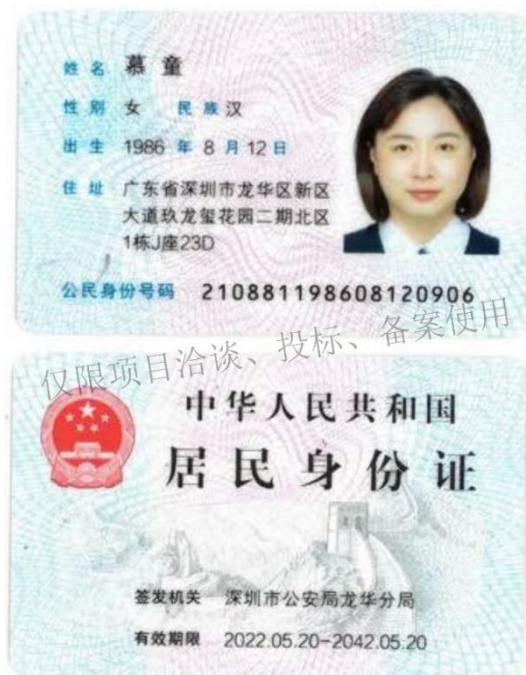 姓名 慕童
性别 女 民族 汉
出生 1986 年 8 月 12 日
住址 广东省深圳市龙华区新区
大道玖龙玺花园二期北区
1栋J座23D
公民身份号码 210881198608120906
仅限项目洽谈、投标、备案使用
中华人民共和国
居民身份证
签发机关 深圳市公安局龙华分局
有效期限 2022.05.20-2042.05.20